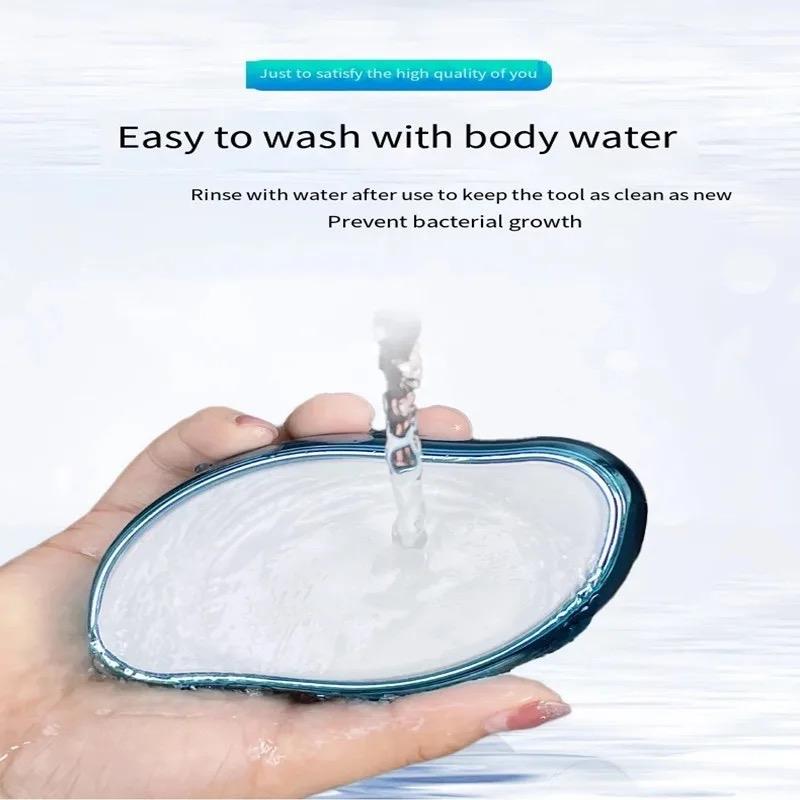 Just to satisfy the high quality of you
Easy to wash with body water
Rinse with water after use to keep the tool as clean as new
Prevent bacterial growth